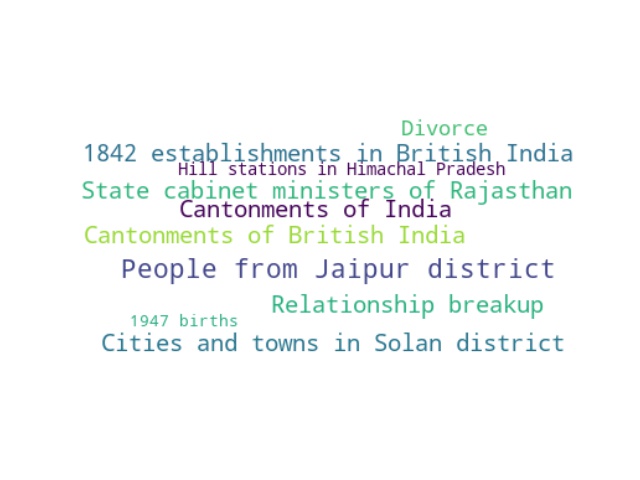 Divorce
1842 establishments in British India
Hill stations in Himachal Pradesh
State cabinet ministers of Rajasthan
Cantonments of India
Cantonments of British India
People from Jaipur district
Relationship breakup
1947 births
Cities and towns in Solan district